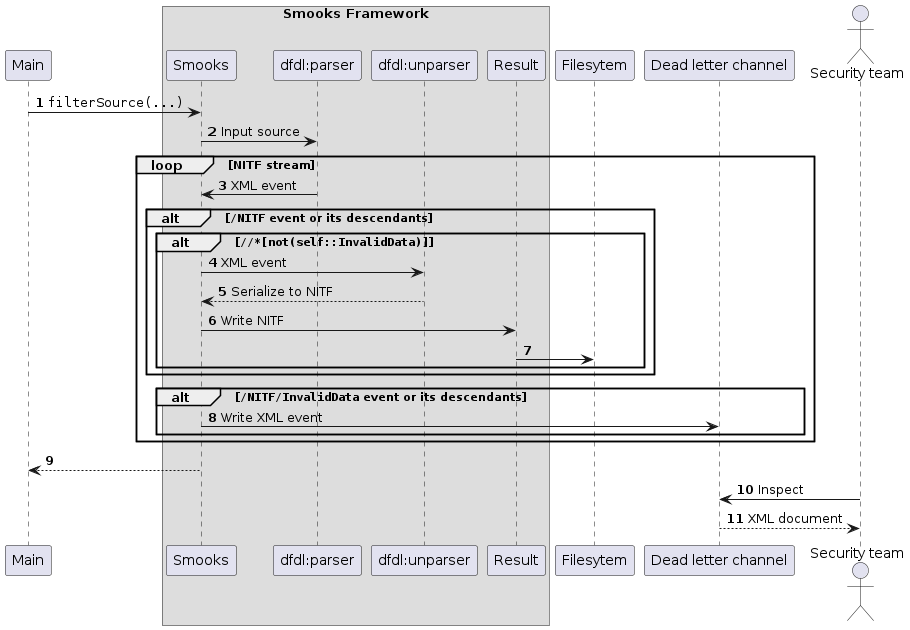 Smooks Framework
Main
Smooks
dfdl:parser
dfdl:unparser
Result
Filesytem
Dead letter channel
Security team
1 filterSource(...)
2 Input source
loop [NITF stream]
3 XML event
alt [/NITF event or its descendants]
alt [//*[not(self::InvalidData)]]
4 XML event
5 Serialize to NITF
6 Write NITF
7
alt [/NITF/InvalidData event or its descendants]
8 Write XML event
9
10 Inspect
11 XML document
Main
Smooks
dfdl:parser
dfdl:unparser
Result
Filesytem
Dead letter channel
Security team